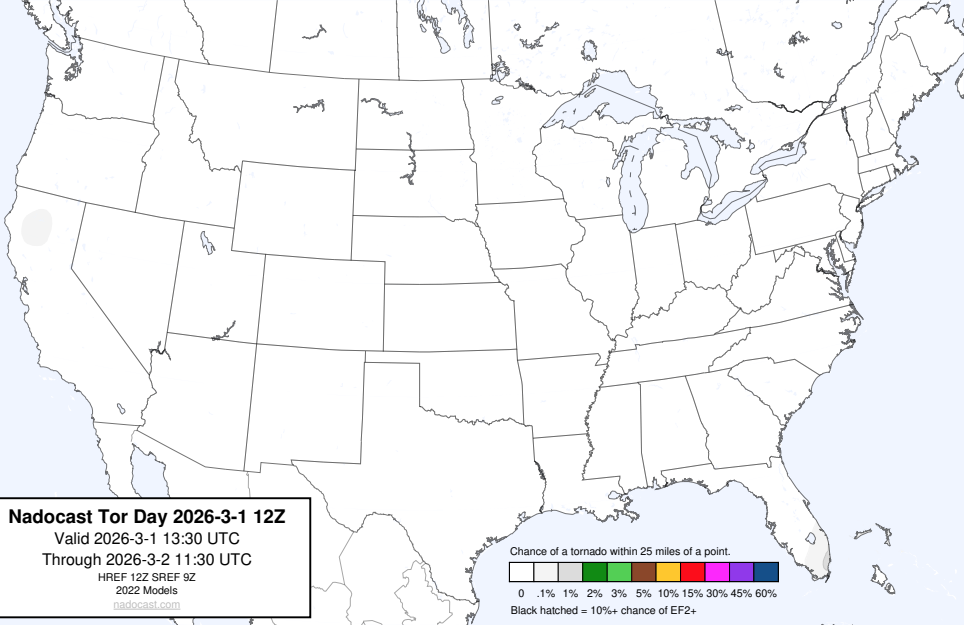 Nadocast Tor Day 2026-3-1 12Z
Valid 2026-3-1 13:30 UTC
Through 2026-3-2 11:30 UTC
HREF 12Z SREF 9Z
2022 Models
nadocast.com
Chance of a tornado within 25 miles of a point.
0 .1% 1% 2% 3% 5% 10% 15% 30% 45% 60%
Black hatched = 10%+ chance of EF2+